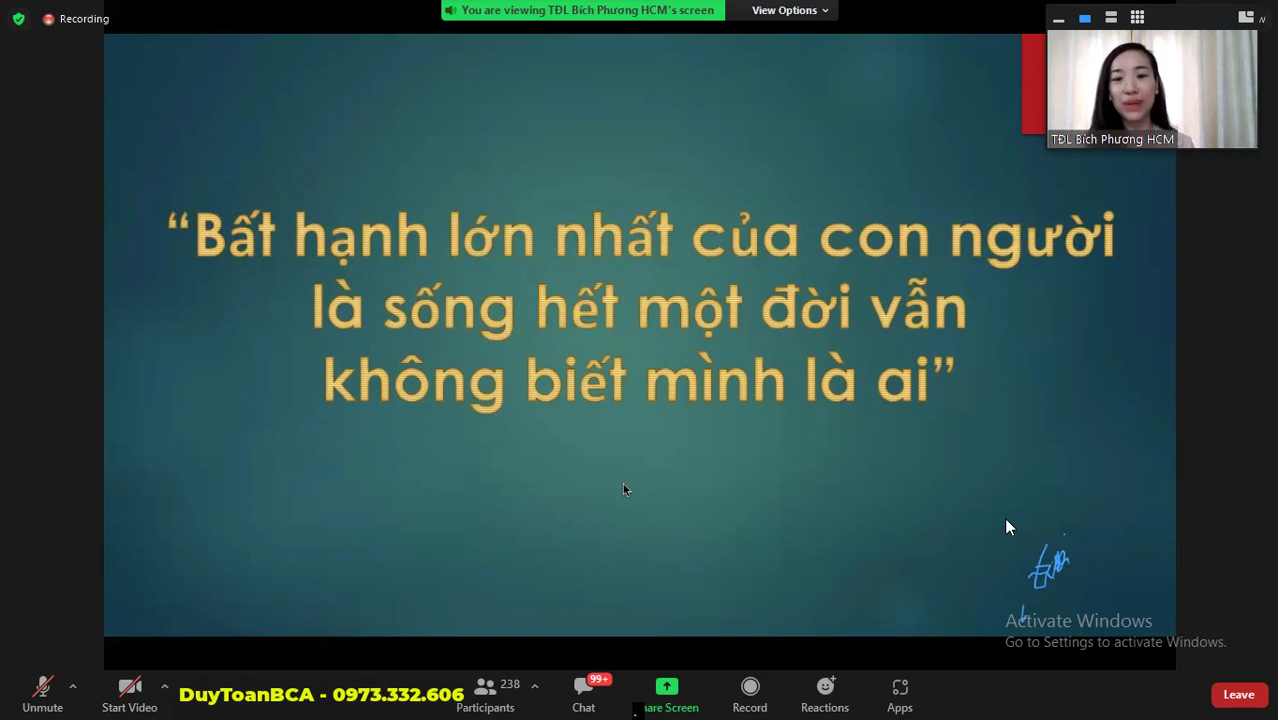 Recording
You are viewing TĐL Bích Phương HCM's screen
View Options
TĐL Bích Phương HCM
“Bất hạnh lớn nhất của con người
là sống hết một đời vẫn
không biết mình là ai”
Activate Windows
Go to Settings to activate Windows.
Unmute
Start Video
DuyToanBCA - 0973.332.606
238
Participants
99+
Chat
hare Screen
Record
Reactions
Apps
Leave